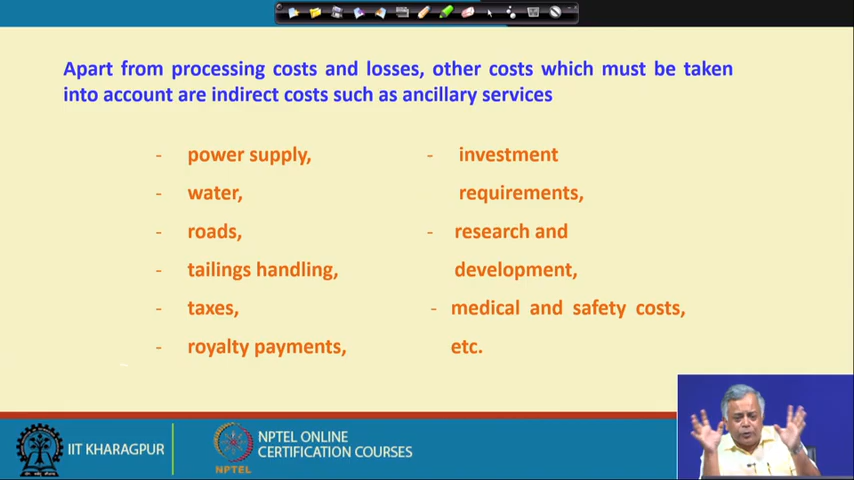 Apart from processing costs and losses, other costs which must be taken
into account are indirect costs such as ancillary services
- power supply,
- water,
- roads,
- tailings handling,
- taxes,
- royalty payments,
- investment
requirements,
- research and
development,
- medical and safety costs,
etc.
IIT KHARAGPUR
NPTEL
NPTEL ONLINE
CERTIFICATION COURSES